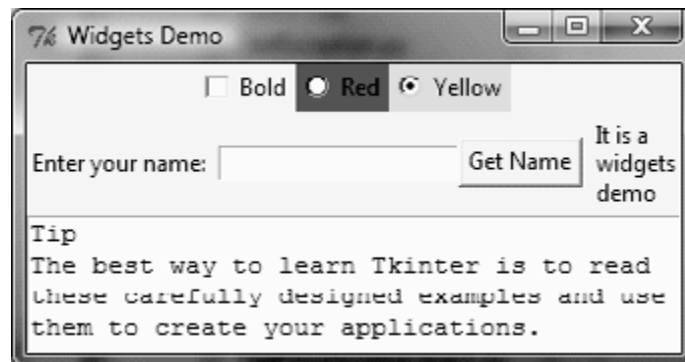 Widgets Demo
Bold Red Yellow
Enter your name: Get Name It is a
widgets
demo
Tip
The best way to learn Tkinter is to read
these carefully designed examples and use
them to create your applications.